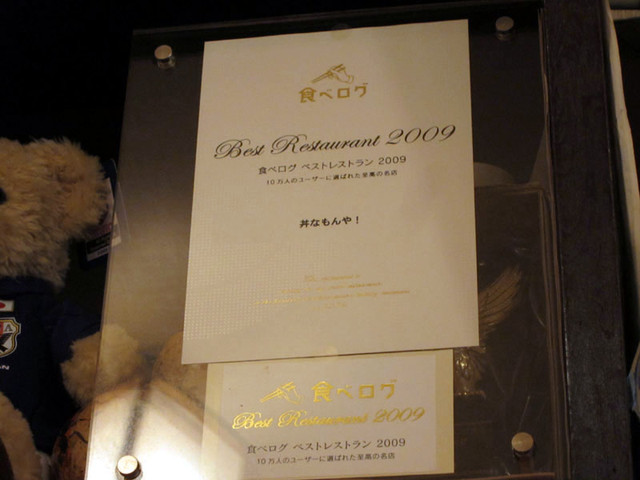 食べログ
Best Restaurant 2009
食べログ ベストレストラン 2009
10万人のユーザーに選ばれた至高の名店
丼なもんや！
食べログ
Best Restaurant 2009
食べログ ベストレストラン 2009
10万人のユーザーに選ばれた至高の名店